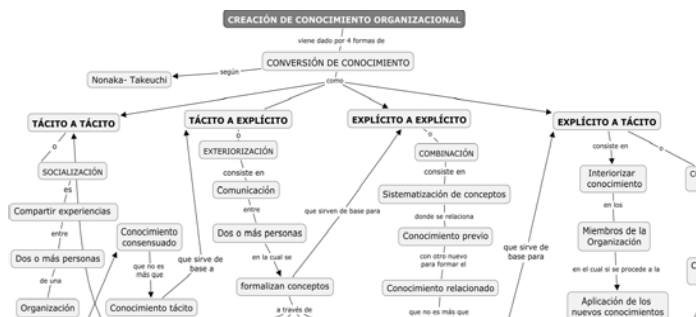 CREACIÓN DE CONOCIMIENTO ORGANIZACIONAL
viene dado por 4 formas de
CONVERSIÓN DE CONOCIMIENTO
según
Nonaka- Takeuchi
como
TÁCITO A TÁCITO
o
SOCIALIZACIÓN
es
Compartir experiencias
entre
Dos o más personas
de una
Organización
Conocimiento
consensuado
que no es
más que
Conocimiento tácito
que sirve de
base a
TÁCITO A EXPLÍCITO
o
EXTERIORIZACIÓN
consiste en
Comunicación
entre
Dos o más personas
en la cual se
formalizan conceptos
a través de
que sirven de base para
EXPLÍCITO A EXPLÍCITO
o
COMBINACIÓN
consiste en
Sistematización de conceptos
donde se relaciona
Conocimiento previo
con otro nuevo
para formar el
Conocimiento relacionado
que no es más que
que sirve de
base para
EXPLÍCITO A TÁCITO
consiste en
o
Interiorizar
conocimiento
en los
Miembros de la
Organización
en el cual si se procede a la
Aplicación de los
nuevos conocimientos